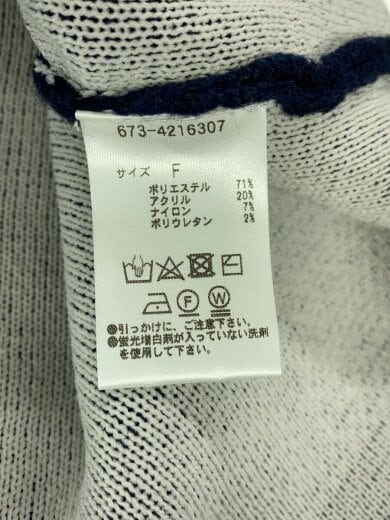 673-4216307
サイズ F
ポリエステル 71%
アクリル 20%
ナイロン 7%
ポリウレタン 2%
F W
●引っかけに、ご注意下さい。
●蛍光増白剤が入っていない洗剤
を使用して下さい。